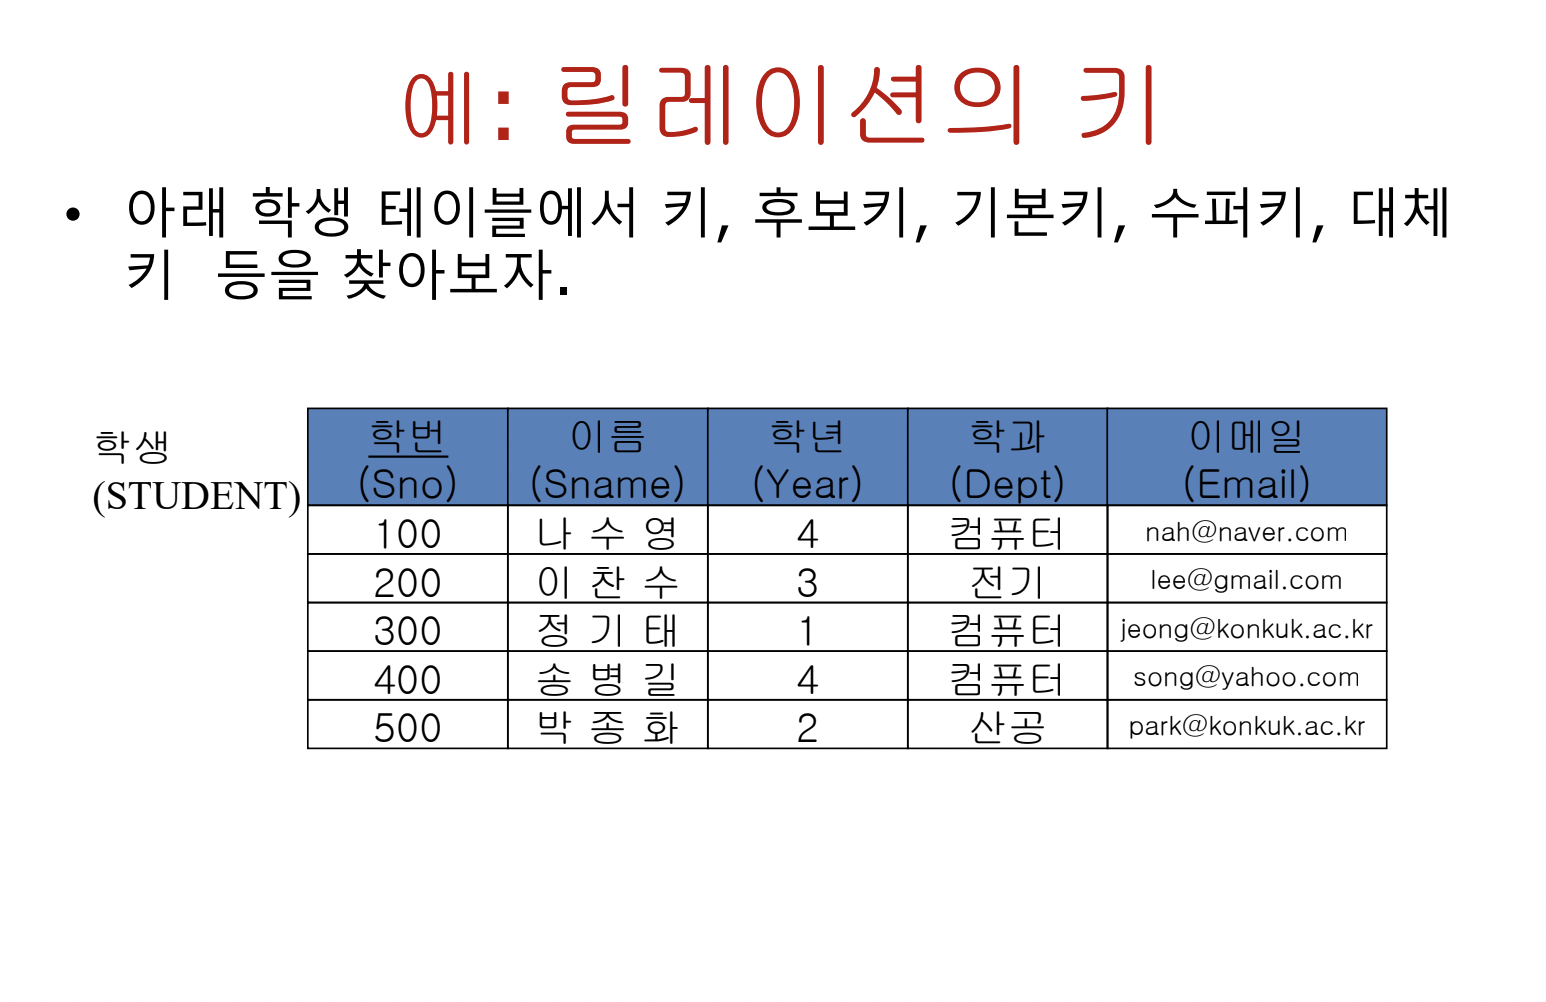 예: 릴레이션의 키
• 아래 학생 테이블에서 키, 후보키, 기본키, 수퍼키, 대체
키 등을 찾아보자.
학생
(STUDENT)
학번 이름 학년 학과 이메일
(Sno) (Sname) (Year) (Dept) (Email)
100 나 수 영 4 컴퓨터 nah@naver.com
200 이 찬 수 3 전기 lee@gmail.com
300 정 기 태 1 컴퓨터 jeong@konkuk.ac.kr
400 송 병 길 4 컴퓨터 song@yahoo.com
500 박 종 화 2 산공 park@konkuk.ac.kr